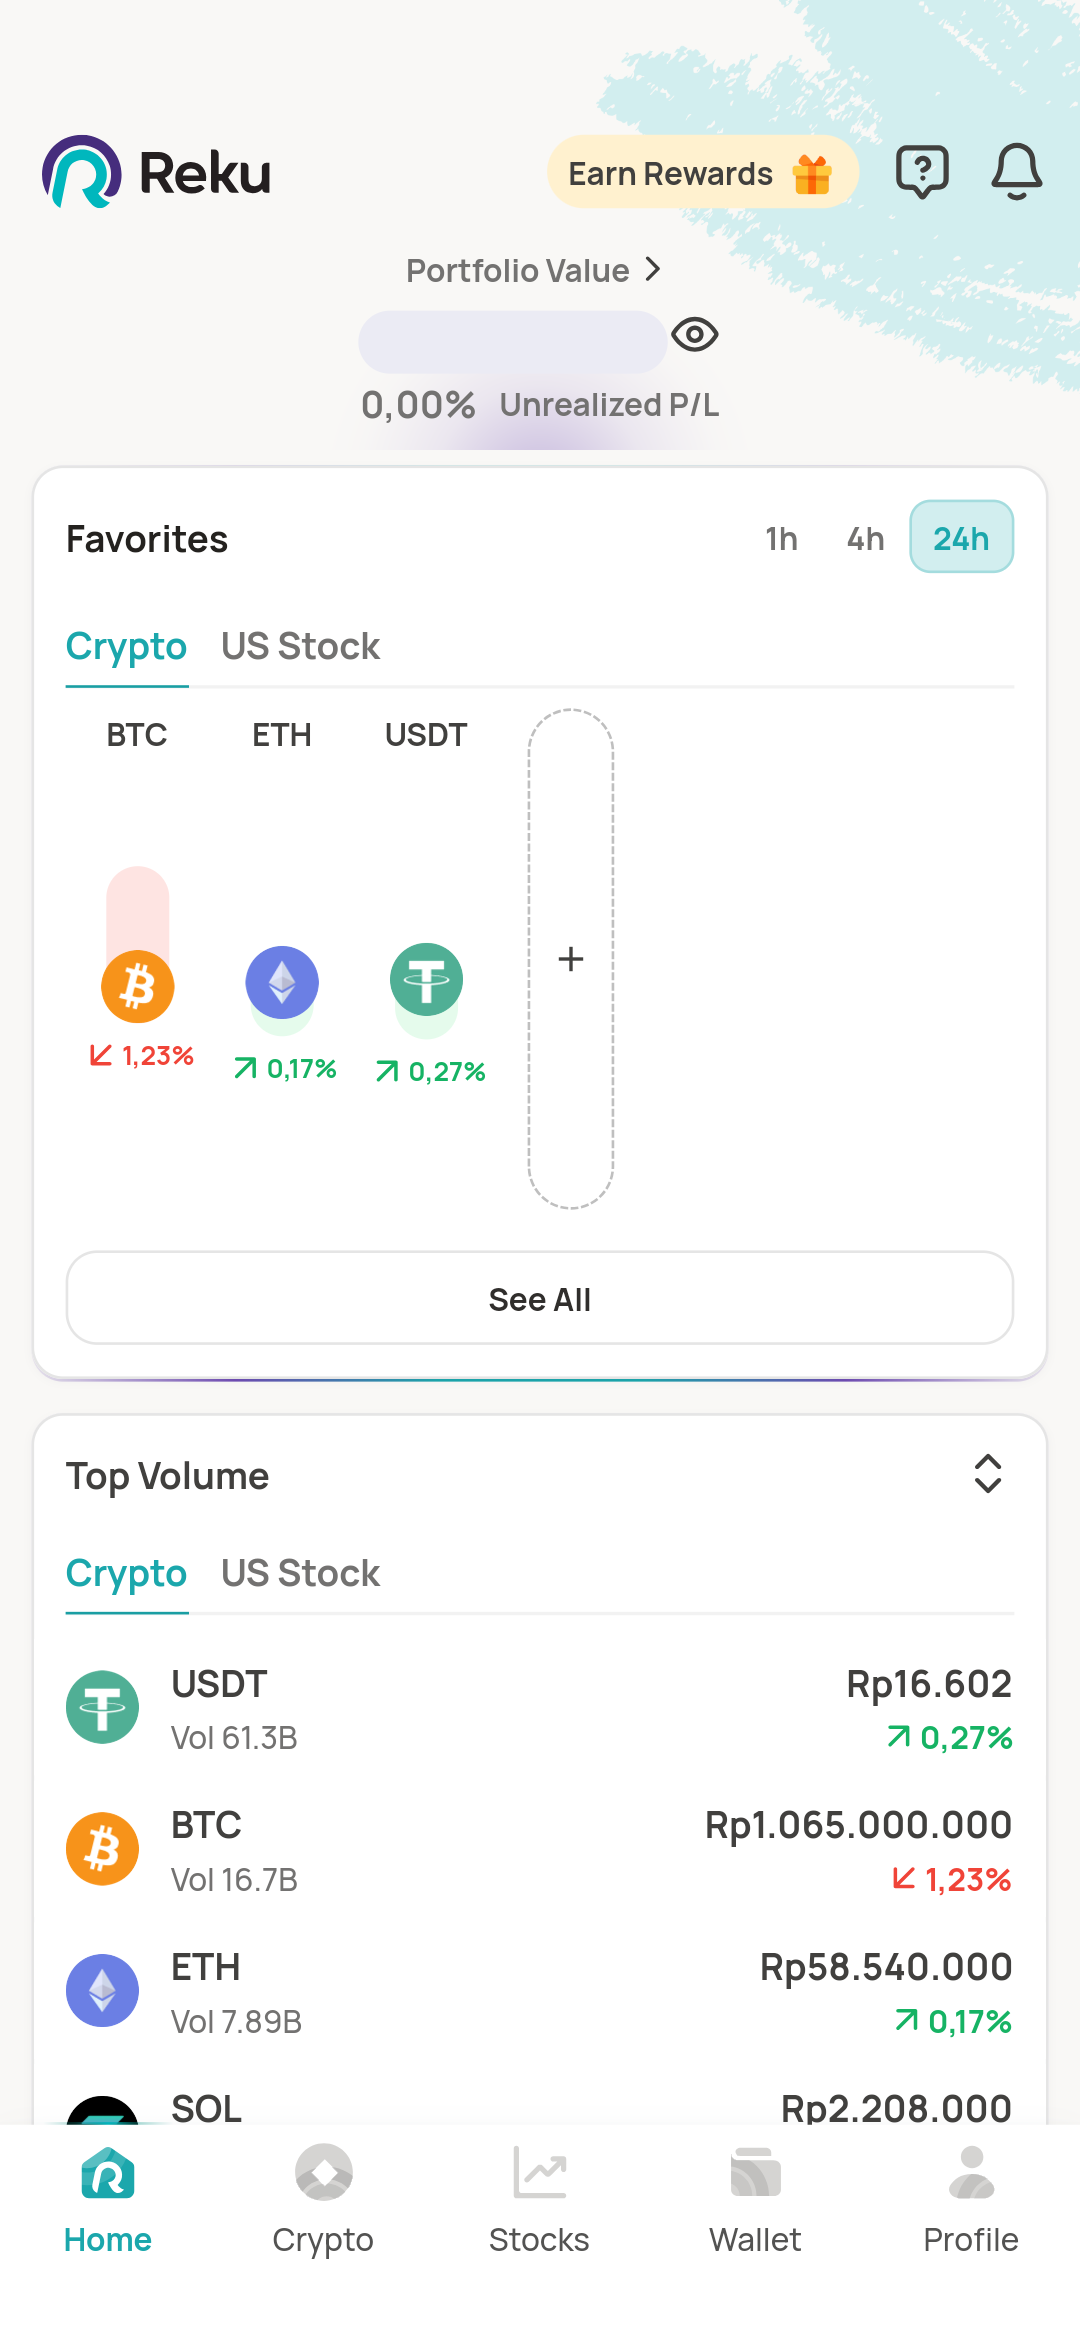 Reku
Earn Rewards
Portfolio Value
0,00% Unrealized P/L
Favorites
1h 4h 24h
Crypto US Stock
BTC ETH USDT
+
1,23% 0,17% 0,27%
See All
Top Volume
Crypto US Stock
USDT Rp16.602
Vol 61.3B 0,27%
BTC Rp1.065.000.000
Vol 16.7B 1,23%
ETH Rp58.540.000
Vol 7.89B 0,17%
SOL Rp2.208.000
Home Crypto Stocks Wallet Profile